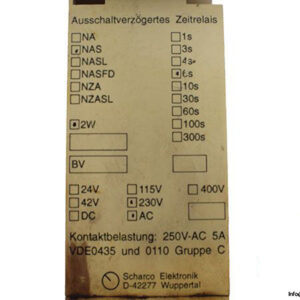 Ausschaltverzögertes Zeitrelais
NA 1s
NAS 3s
NASL
NASFD 6s
NZA 10s
NZASL 30s
60s
2W 100s
300s
BV
24V 115V 400V
42V 230V
DC AC
Kontaktbelastung: 250V-AC 5A
VDE0435 und 0110 Gruppe C
Scharco Elektronik
D-42277 Wuppertal